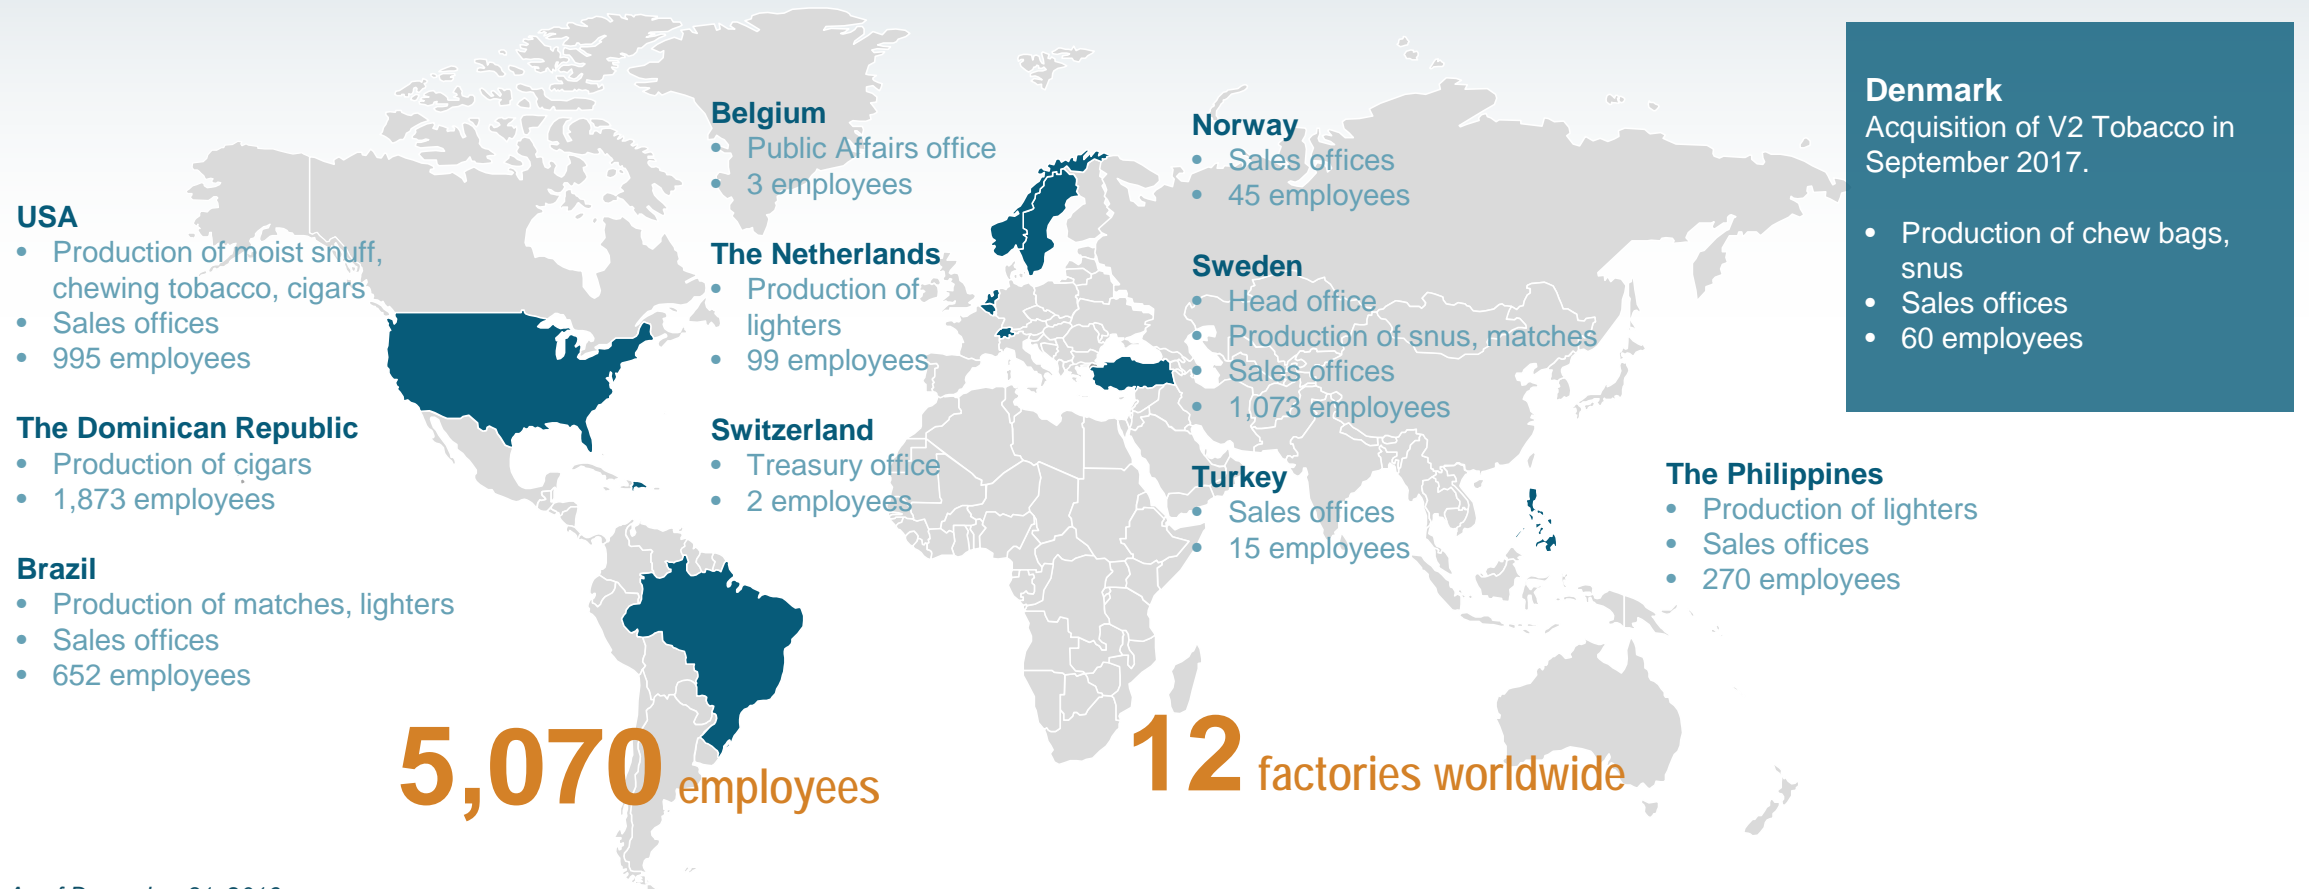 USA
• Production of moist snuff,
chewing tobacco, cigars
• Sales offices
• 995 employees
The Dominican Republic
• Production of cigars
• 1,873 employees
Brazil
• Production of matches, lighters
• Sales offices
• 652 employees
Belgium
• Public Affairs office
• 3 employees
The Netherlands
• Production of
lighters
• 99 employees
Switzerland
• Treasury office
• 2 employees
Norway
• Sales offices
• 45 employees
Sweden
• Head office
• Production of snus, matches
• Sales offices
• 1,073 employees
Turkey
• Sales offices
• 15 employees
Denmark
Acquisition of V2 Tobacco in
September 2017.
• Production of chew bags,
snus
• Sales offices
• 60 employees
The Philippines
• Production of lighters
• Sales offices
• 270 employees
5,070 employees
12 factories worldwide